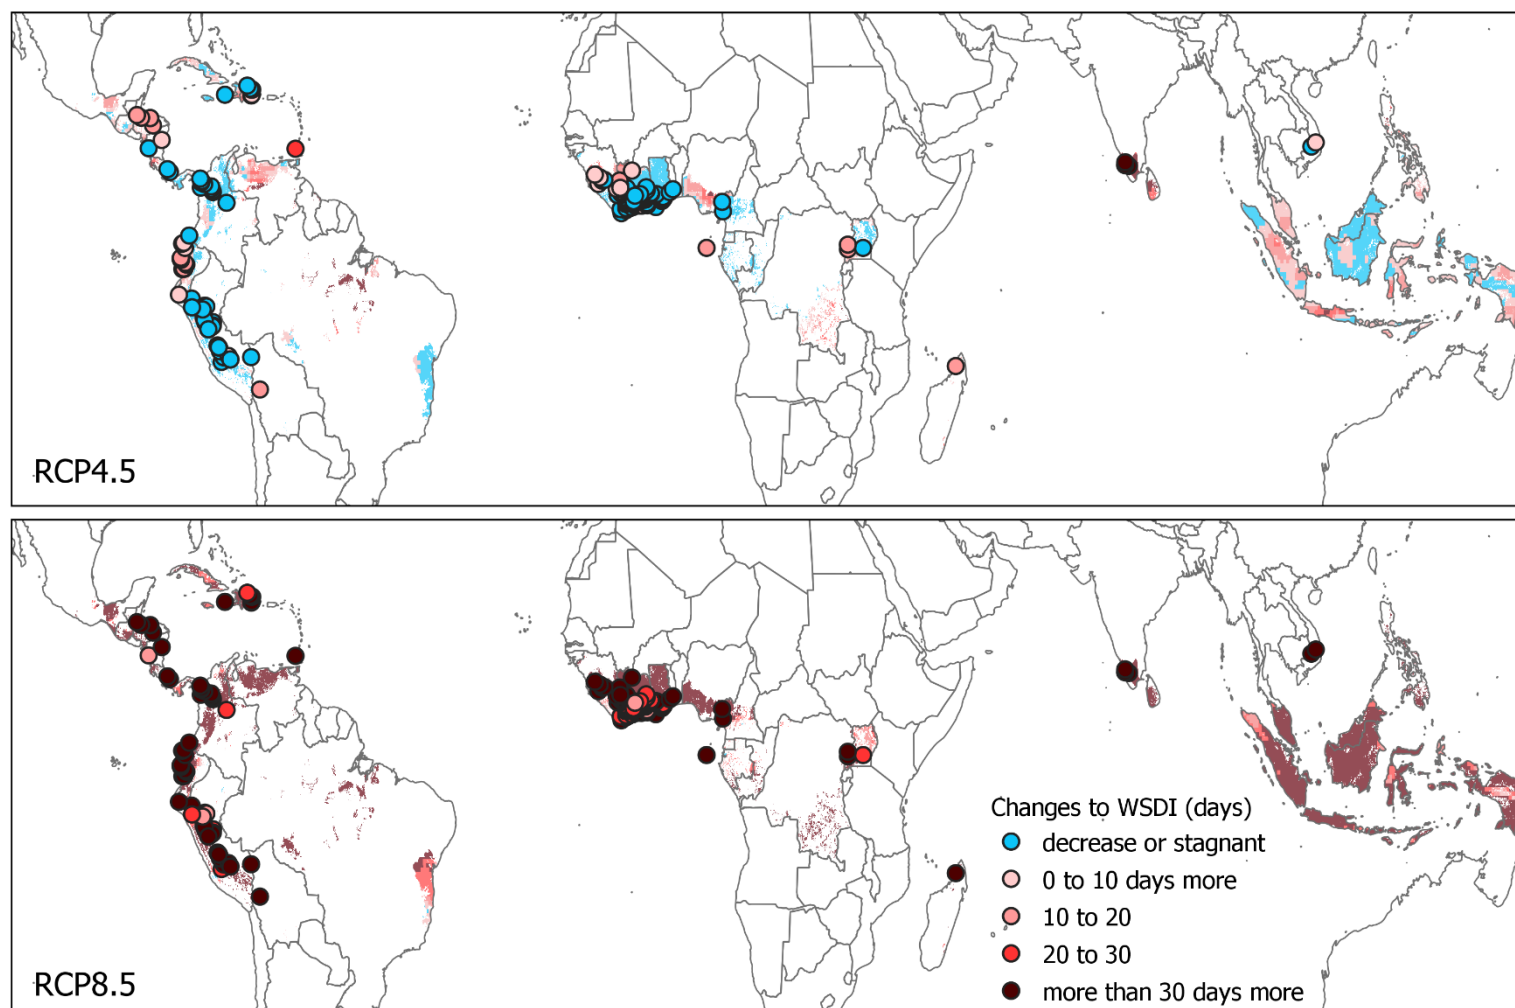 RCP4.5
Changes to WSDI (days)
decrease or stagnant
0 to 10 days more
10 to 20
20 to 30
more than 30 days more
RCP8.5